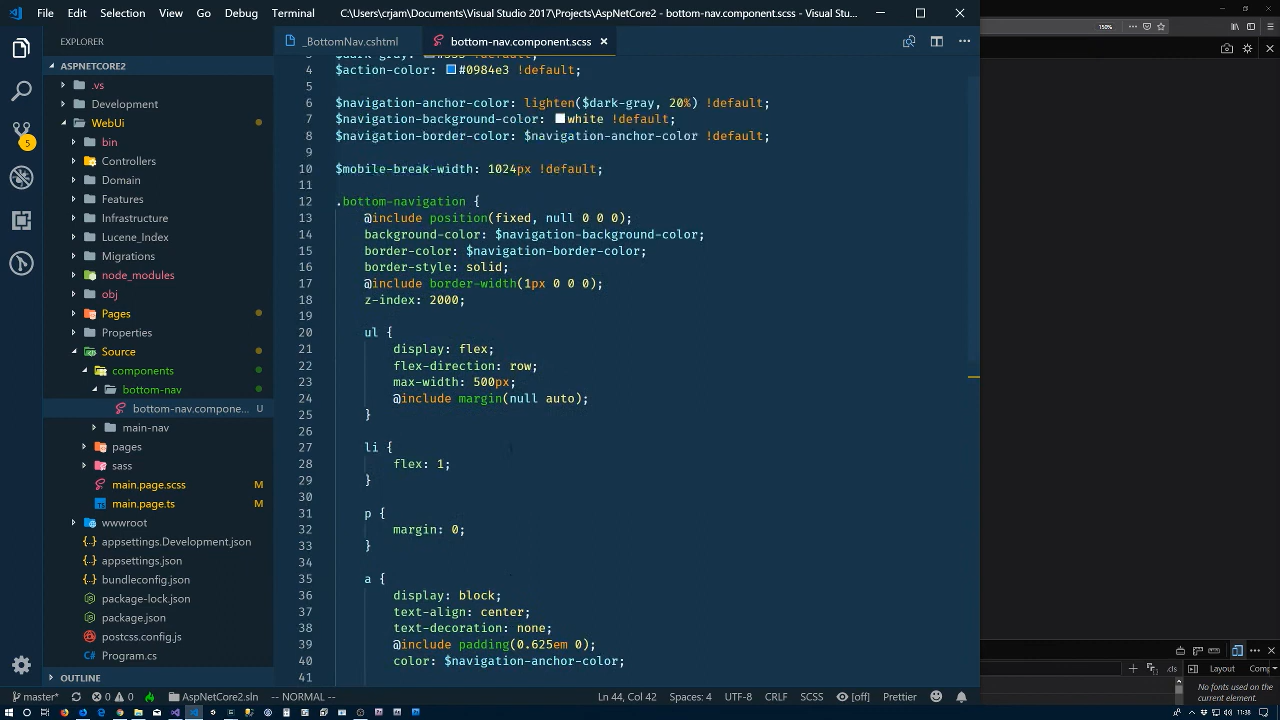 File Edit Selection View Go Debug Terminal C:\Users\crjam\Documents\Visual Studio 2017\Projects\AspNetCore2 - bottom-nav.component.scss - Visual Stu...
EXPLORER
_BottomNav.cshtml
bottom-nav.component.scss
ASPNETCORE2
.vs
Development
WebUi
bin
Controllers
Domain
Features
Infrastructure
Lucene_Index
Migrations
node_modules
obj
Pages
Properties
Source
components
bottom-nav
bottom-nav.compone... U
main-nav
pages
sass
main.page.scss M
main.page.ts M
wwwroot
appsettings.Development.json
appsettings.json
bundleconfig.json
package-lock.json
package.json
postcss.config.js
Program.cs
OUTLINE
5
4 $action-color: #0984e3 !default;
5
6 $navigation-anchor-color: lighten($dark-gray, 20%) !default;
7 $navigation-background-color: white !default;
8 $navigation-border-color: $navigation-anchor-color !default;
9
10 $mobile-break-width: 1024px !default;
11
12 .bottom-navigation {
13 @include position(fixed, null 0 0 0);
14 background-color: $navigation-background-color;
15 border-color: $navigation-border-color;
16 border-style: solid;
17 @include border-width(1px 0 0 0);
18 z-index: 2000;
19
20 ul {
21 display: flex;
22 flex-direction: row;
23 max-width: 500px;
24 @include margin(null auto);
25 }
26
27 li {
28 flex: 1;
29 }
30
31 p {
32 margin: 0;
33 }
34
35 a {
36 display: block;
37 text-align: center;
38 text-decoration: none;
39 @include padding(0.625em 0);
40 color: $navigation-anchor-color;
41
master* 0 0 AspNetCore2.sln -- NORMAL -- Ln 44, Col 42 Spaces: 4 UTF-8 CRLF SCSS [off] Prettier
150%
.cls
Layout
Comp
No fonds were found
on the current element.
11:38